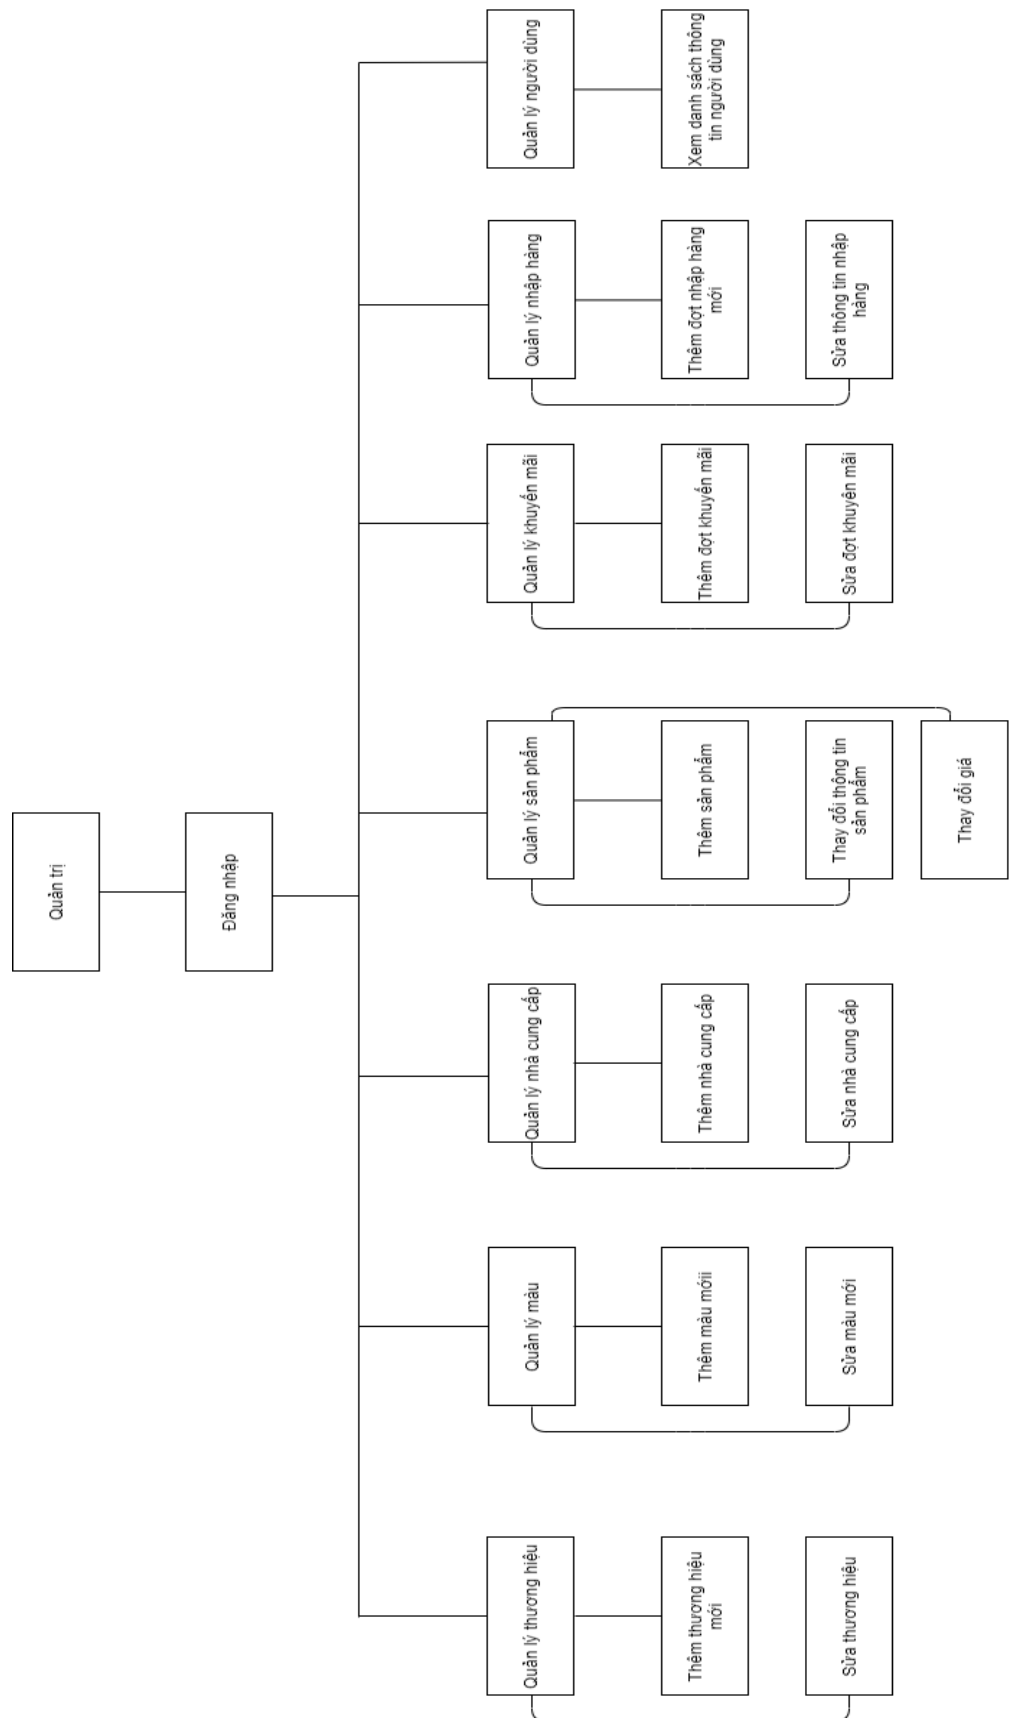 Quản trị
Đăng nhập
Quản lý thương hiệu
Quản lý màu
Quản lý nhà cung cấp
Quản lý sản phẩm
Quản lý khuyến mãi
Quản lý nhập hàng
Quản lý người dùng
Thêm thương hiệu
mới
Thêm màu mớii
Thêm nhà cung cấp
Thêm sản phẩm
Thêm đợt khuyến mãi
Thêm đợt nhập hàng
mới
Xem danh sách thông
tin người dùng
Sửa thương hiệu
Sửa màu mới
Sửa nhà cung cấp
Thay đổi thông tin
sản phẩm
Sửa đợt khuyên mãi
Sửa thông tin nhập
hàng
Thay đổi giá